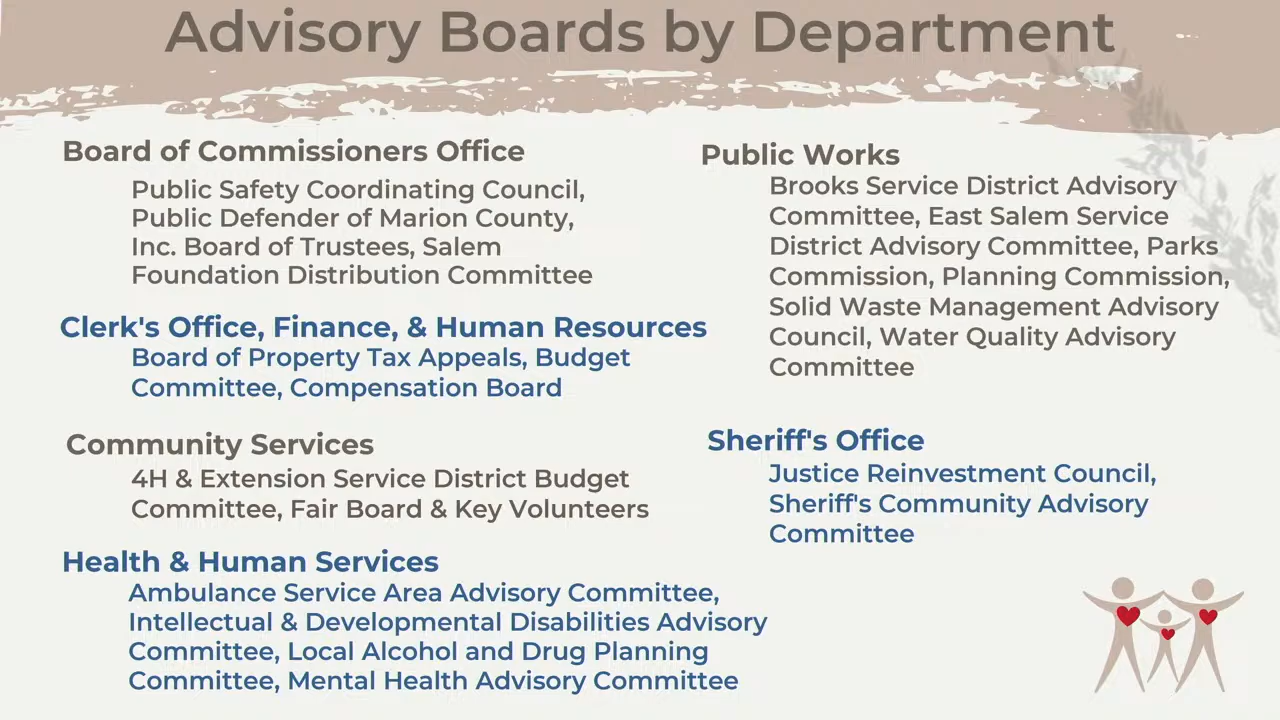 Advisory Boards by Department
Board of Commissioners Office
Public Safety Coordinating Council,
Public Defender of Marion County,
Inc. Board of Trustees, Salem
Foundation Distribution Committee
Clerk's Office, Finance, & Human Resources
Board of Property Tax Appeals, Budget
Committee, Compensation Board
Community Services
4H & Extension Service District Budget
Committee, Fair Board & Key Volunteers
Health & Human Services
Ambulance Service Area Advisory Committee,
Intellectual & Developmental Disabilities Advisory
Committee, Local Alcohol and Drug Planning
Committee, Mental Health Advisory Committee
Public Works
Brooks Service District Advisory
Committee, East Salem Service
District Advisory Committee, Parks
Commission, Planning Commission,
Solid Waste Management Advisory
Council, Water Quality Advisory
Committee
Sheriff's Office
Justice Reinvestment Council,
Sheriff's Community Advisory
Committee